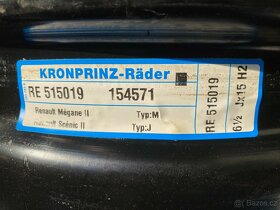 KRONPRINZ-Räder
RE 515019 154571
Renault Mégane II Typ:M
Scénic II Typ:J
RE 515019
6½ Jx15 H2
Bazoš.cz